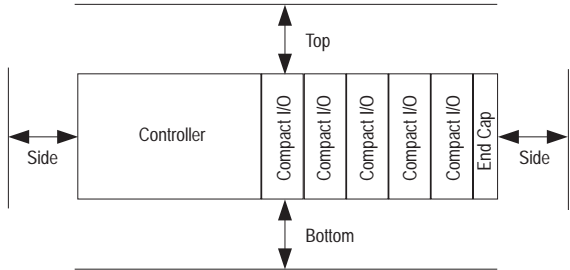 Top
Side
Controller
Compact I/O
Compact I/O
Compact I/O
Compact I/O
Compact I/O
End Cap
Side
Bottom